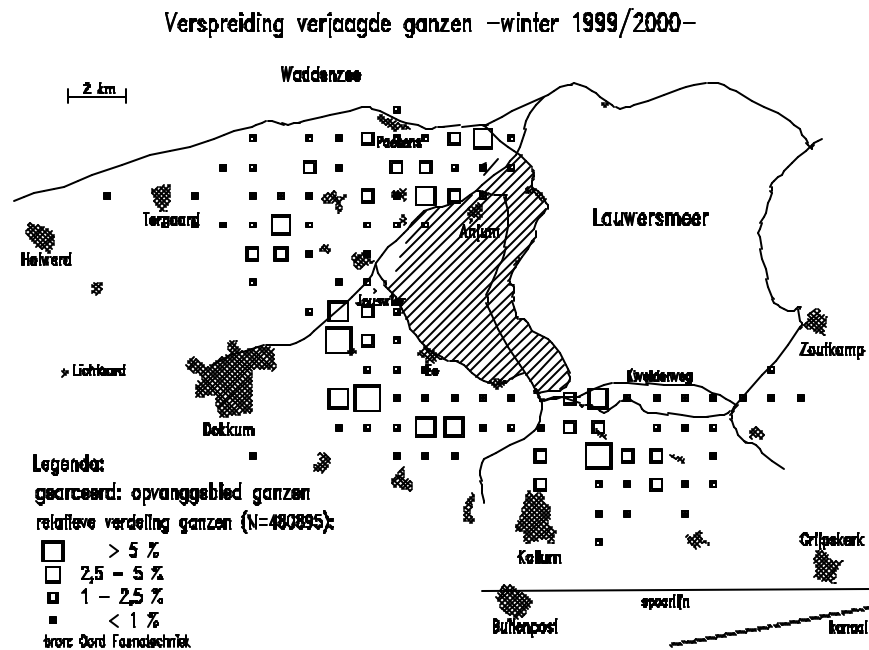 Verspreiding verjaagde ganzen -winter 1999/2000-
Waddenzee
2 km
Paesens
Ternaard
Anjum
Lauwersmeer
Holwerd
Jouswier
Zoutkamp
Lichtaard
Ee
Kwelderweg
Dokkum
Legenda:
gearceerd: opvanggebied ganzen
relatieve verdeling ganzen (N=480895):
> 5 %
2,5 - 5 %
1 - 2,5 %
< 1 %
bron: Oord Faunatechniek
Kollum
Grijpskerk
spoorlijn
Buitenpost
kanaal